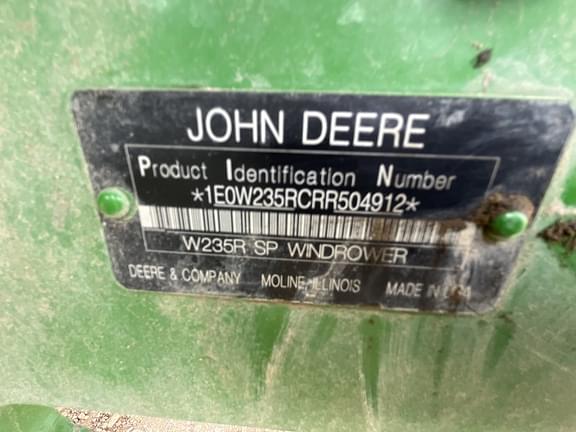 JOHN DEERE
Product Identification Number
*1E0W235RCRR504912*
W235R SP WINDROWER
DEERE & COMPANY MOLINE, ILLINOIS MADE IN USA